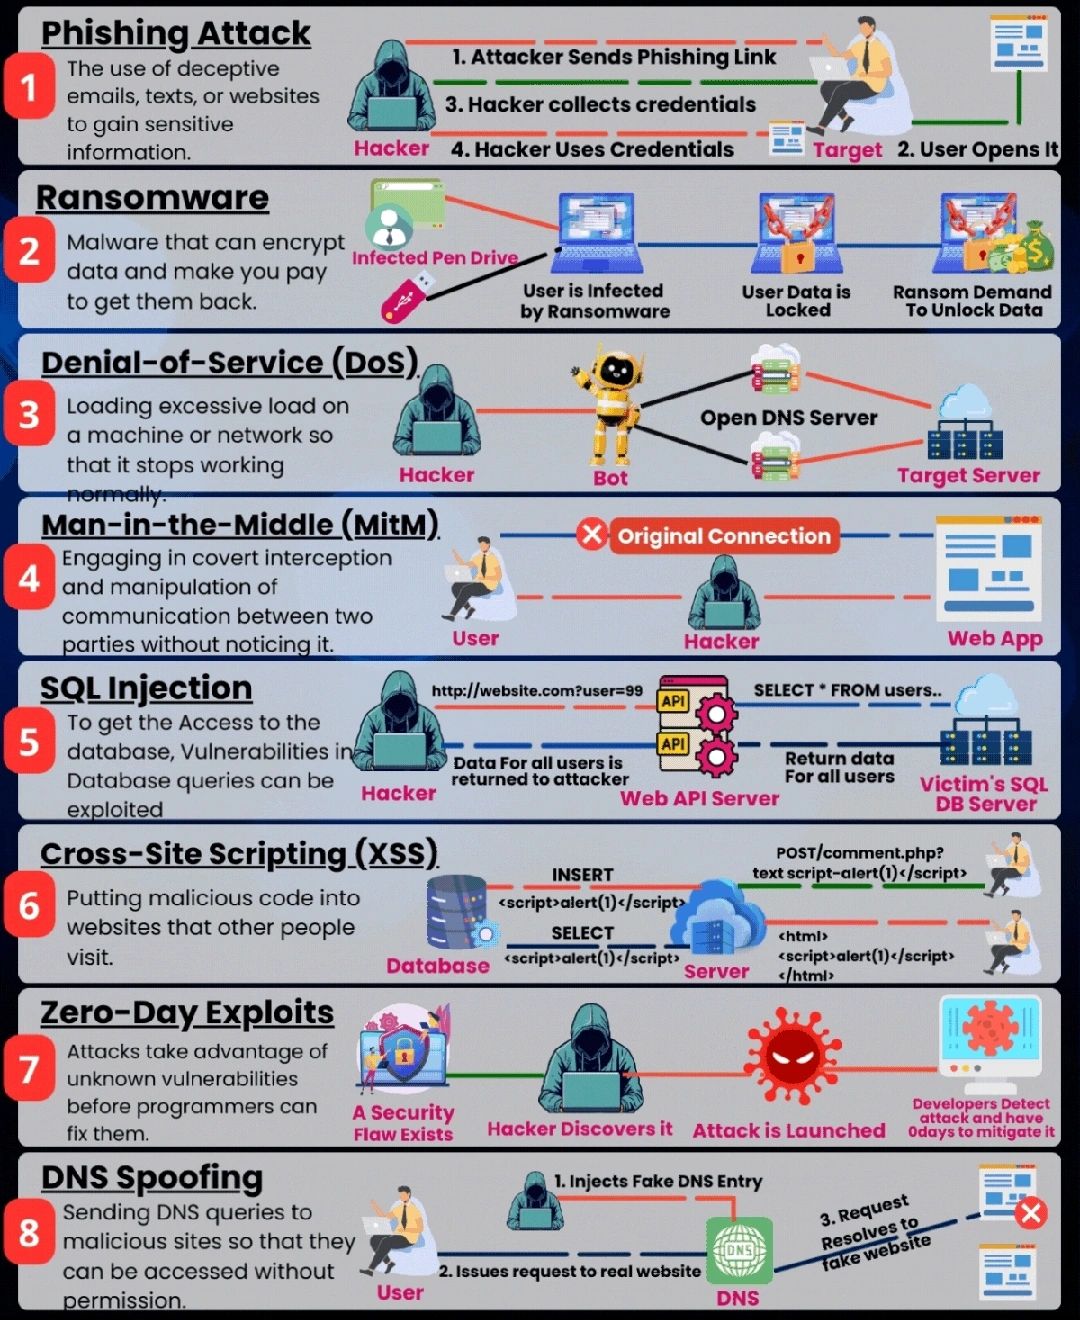 Phishing Attack
1
The use of deceptive
emails, texts, or websites
to gain sensitive
information.
Hacker
1. Attacker Sends Phishing Link
3. Hacker collects credentials
4. Hacker Uses Credentials
Target
2. User Opens It
Ransomware
2
Malware that can encrypt
data and make you pay
to get them back.
Infected Pen Drive
User is Infected
by Ransomware
User Data is
Locked
Ransom Demand
To Unlock Data
Denial-of-Service (DoS)
3
Loading excessive load on
a machine or network so
that it stops working
normally.
Hacker
Bot
Open DNS Server
Target Server
Man-in-the-Middle (MitM)
4
Engaging in covert interception
and manipulation of
communication between two
parties without noticing it.
User
Original Connection
Hacker
Web App
SQL Injection
5
To get the Access to the
database, Vulnerabilities in
Database queries can be
exploited
Hacker
http://website.com?user=99
Data For all users is
returned to attacker
API
API
Web API Server
SELECT * FROM users..
Return data
For all users
Victim's SQL
DB Server
Cross-Site Scripting (XSS)
6
Putting malicious code into
websites that other people
visit.
Database
INSERT
<script>alert(1)</script>
SELECT
<script>alert(1)</script>
Server
POST/comment.php?
text script-alert(1)</script>
<html>
<script>alert(1)</script>
</html>
Zero-Day Exploits
7
Attacks take advantage of
unknown vulnerabilities
before programmers can
fix them.
A Security
Flaw Exists
Hacker Discovers it
Attack is Launched
Developers Detect
attack and have
0days to mitigate it
DNS Spoofing
8
Sending DNS queries to
malicious sites so that they
can be accessed without
permission.
User
1. Injects Fake DNS Entry
2. Issues request to real website
DNS
DNS
3. Request
Resolves to
fake website